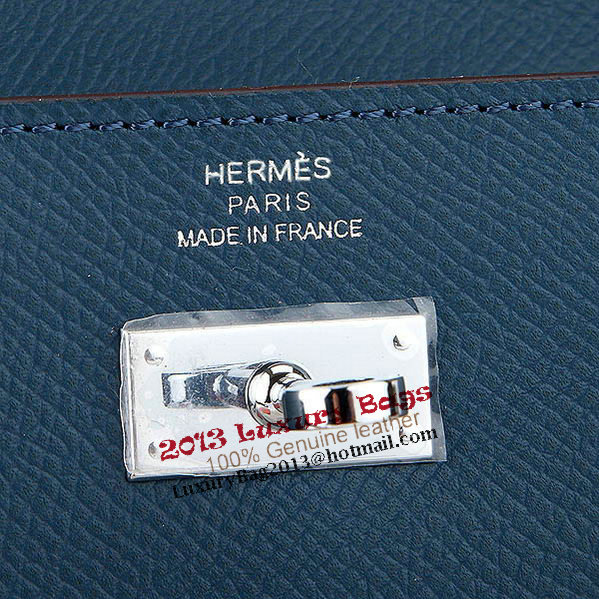 HERMÈS
PARIS
MADE IN FRANCE
2013 Luxury Bags
100% Genuine leather
LuxuryBag2013@hotmail.com